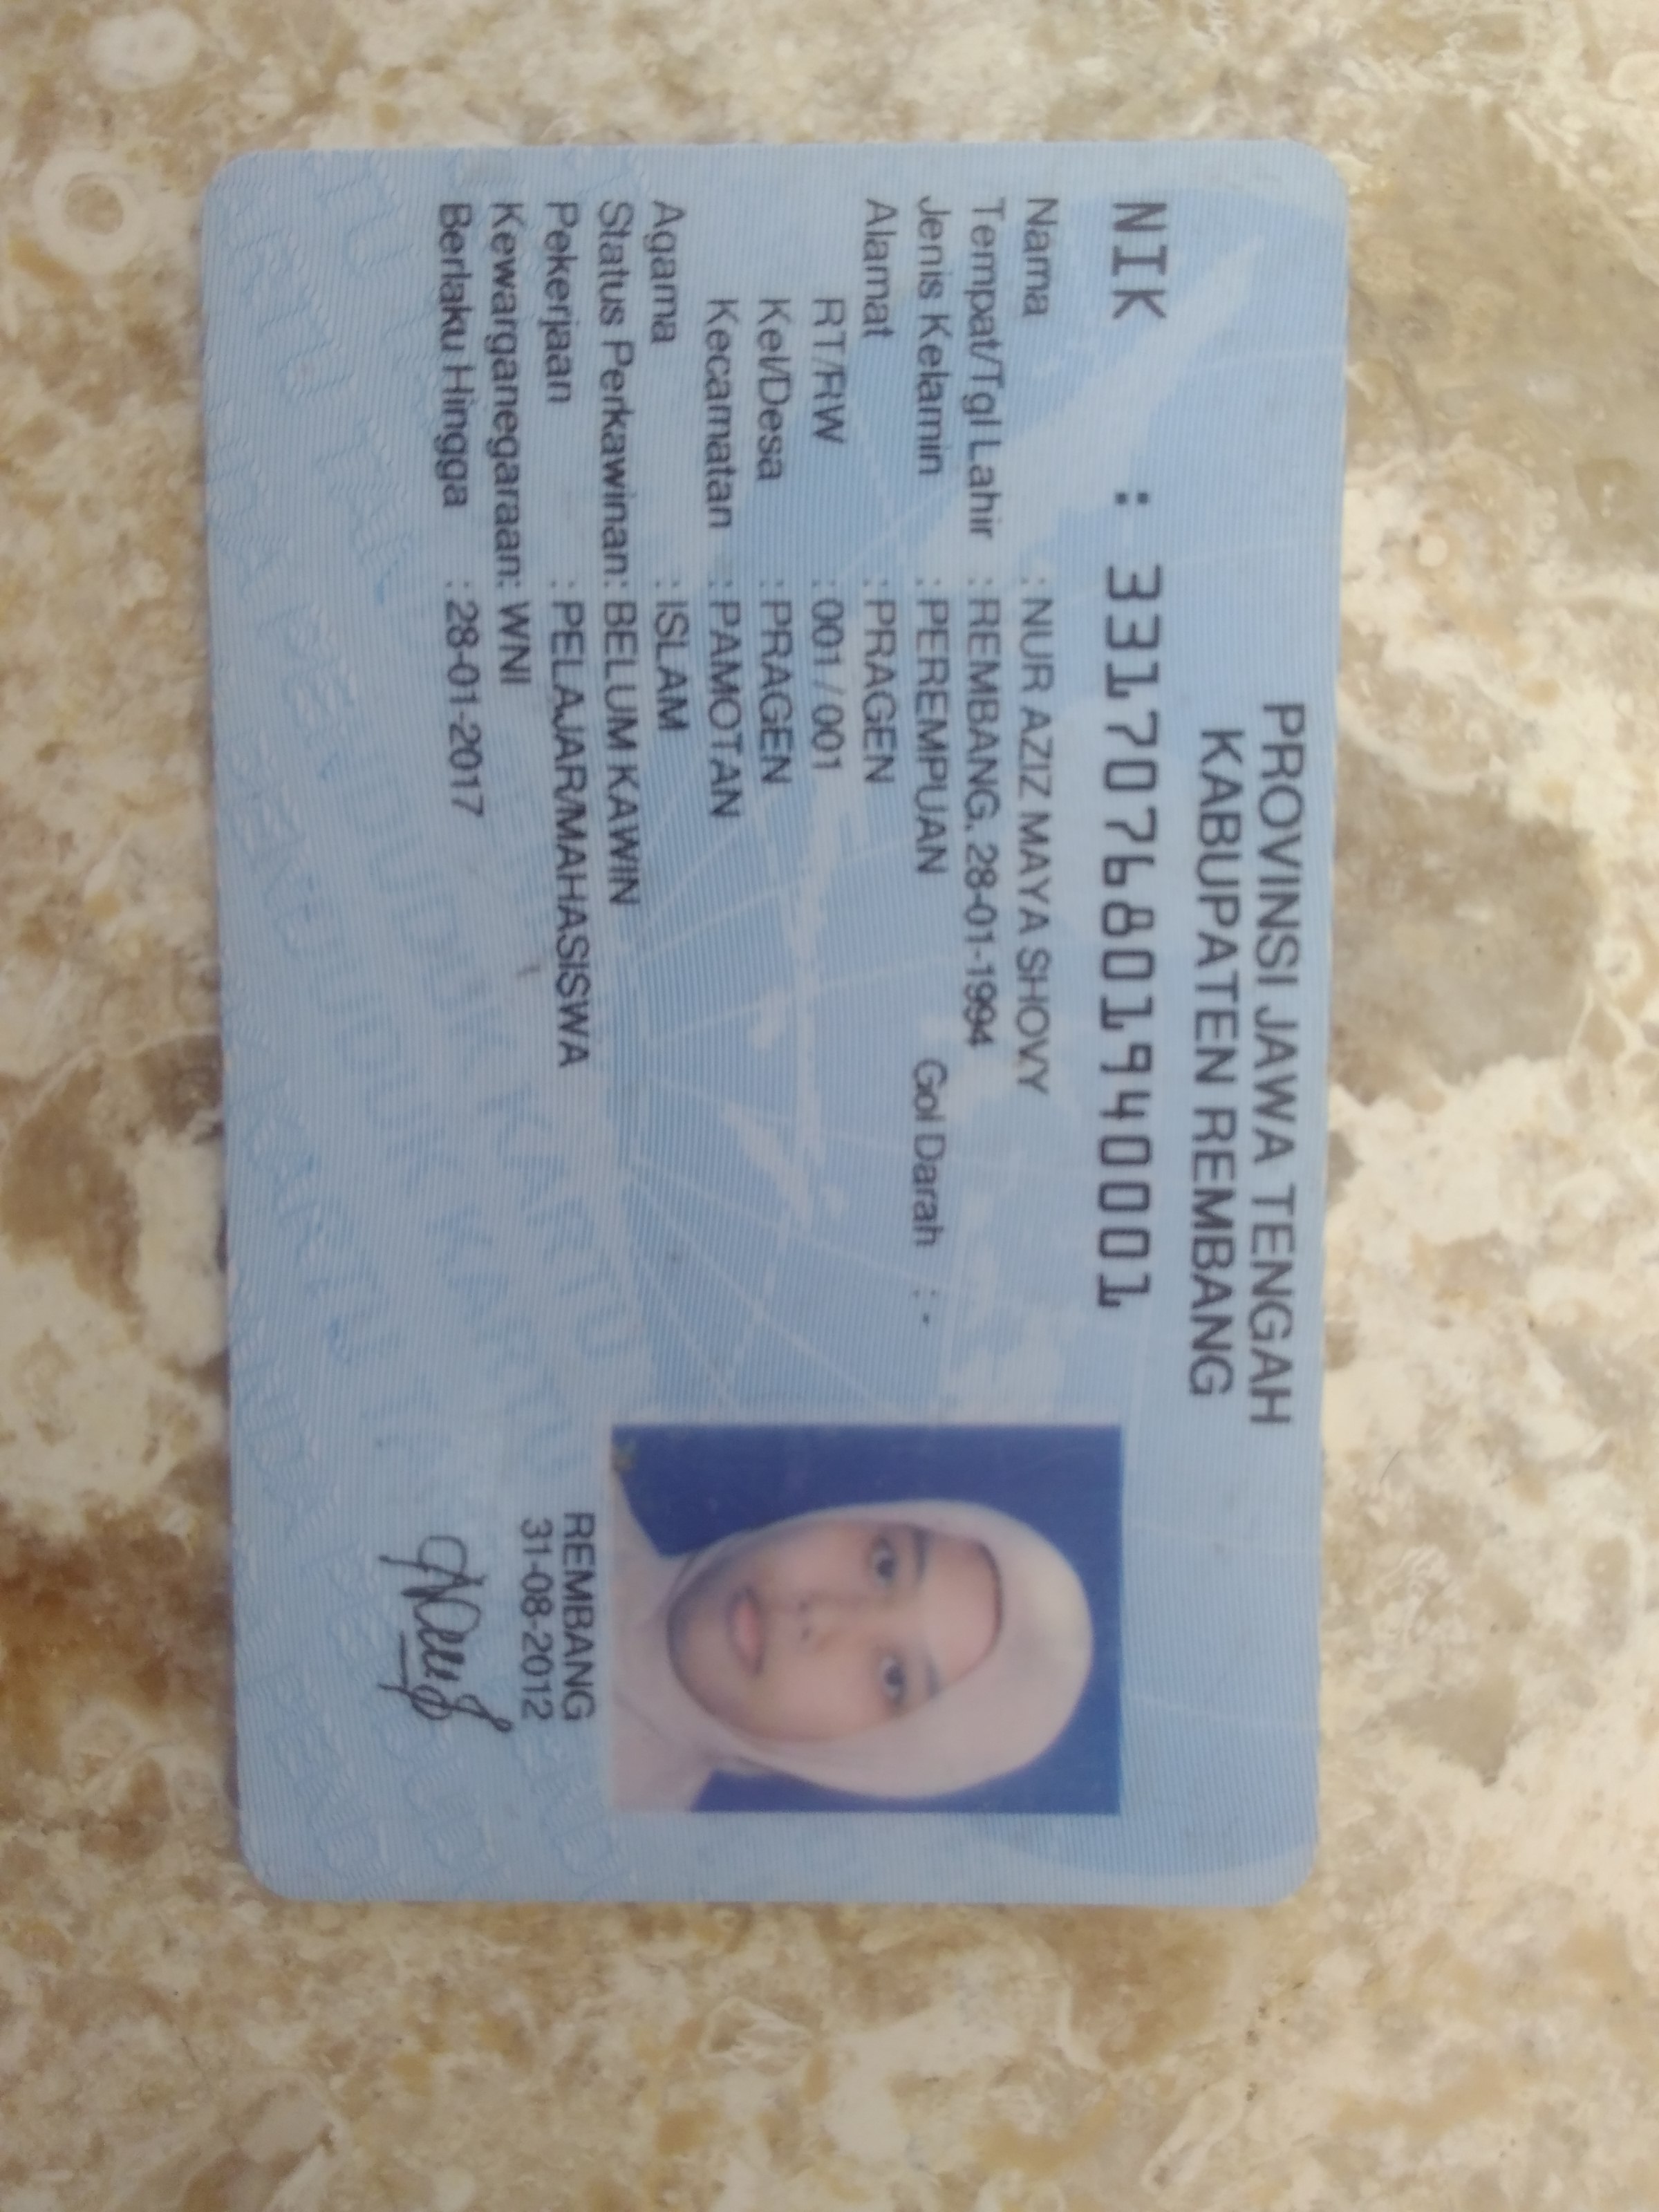 PROVINSI JAWA TENGAH
KABUPATEN REMBANG
NIK : 3317076801940001
Nama : NUR AZIZ MAYA SHOVY
Tempat/Tgl Lahir : REMBANG, 28-01-1994
Jenis Kelamin : PEREMPUAN Gol Darah : -
Alamat : PRAGEN
RT/RW : 001 / 001
Kel/Desa : PRAGEN
Kecamatan : PAMOTAN
Agama : ISLAM
Status Perkawinan: BELUM KAWIN
Pekerjaan : PELAJAR/MAHASISWA
Kewarganegaraan: WNI
Berlaku Hingga : 28-01-2017
REMBANG
31-08-2012